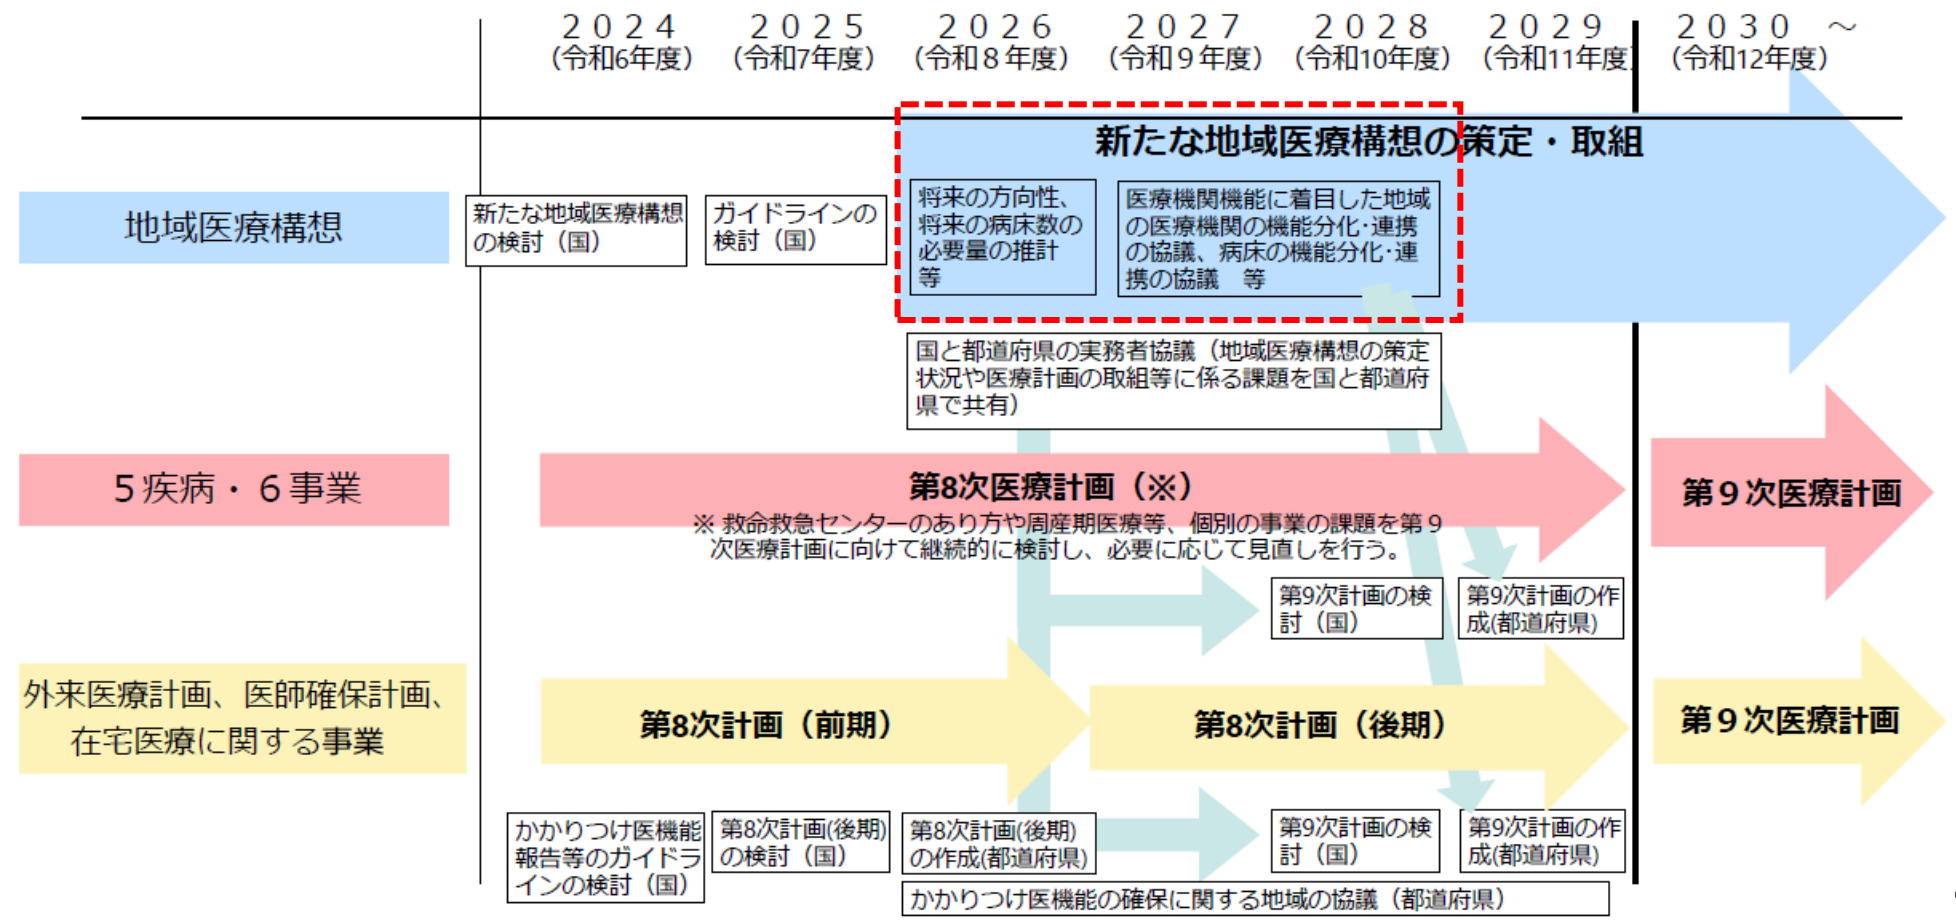 ２０２４ ２０２５ ２０２６ ２０２７ ２０２８ ２０２９ ２０３０ ～
（令和6年度） （令和7年度） （令和８年度） （令和９年度） （令和10年度） （令和11年度） （令和12年度）
新たな地域医療構想の策定・取組
地域医療構想
新たな地域医療構想
の検討（国）
ガイドラインの
検討（国）
将来の方向性、
将来の病床数の
必要量の推計
等
医療機関機能に着目した地域
の医療機関の機能分化･連携
の協議、病床の機能分化･連
携の協議　等
国と都道府県の実務者協議（地域医療構想の策定
状況や医療計画の取組等に係る課題を国と都道府
県で共有）
５疾病・６事業
第8次医療計画（※）
※ 救命救急センターのあり方や周産期医療等、個別の事業の課題を第９
次医療計画に向けて継続的に検討し、必要に応じて見直しを行う。
第９次医療計画
第9次計画の検
討（国）
第9次計画の作
成(都道府県)
外来医療計画、医師確保計画、
在宅医療に関する事業
第8次計画（前期）
第8次計画（後期）
第９次医療計画
かかりつけ医機能
報告等のガイドラ
インの検討（国）
第8次計画(後期)
の検討（国）
第8次計画(後期)
の作成(都道府県)
第9次計画の検
討（国）
第9次計画の作
成(都道府県)
かかりつけ医機能の確保に関する地域の協議（都道府県）